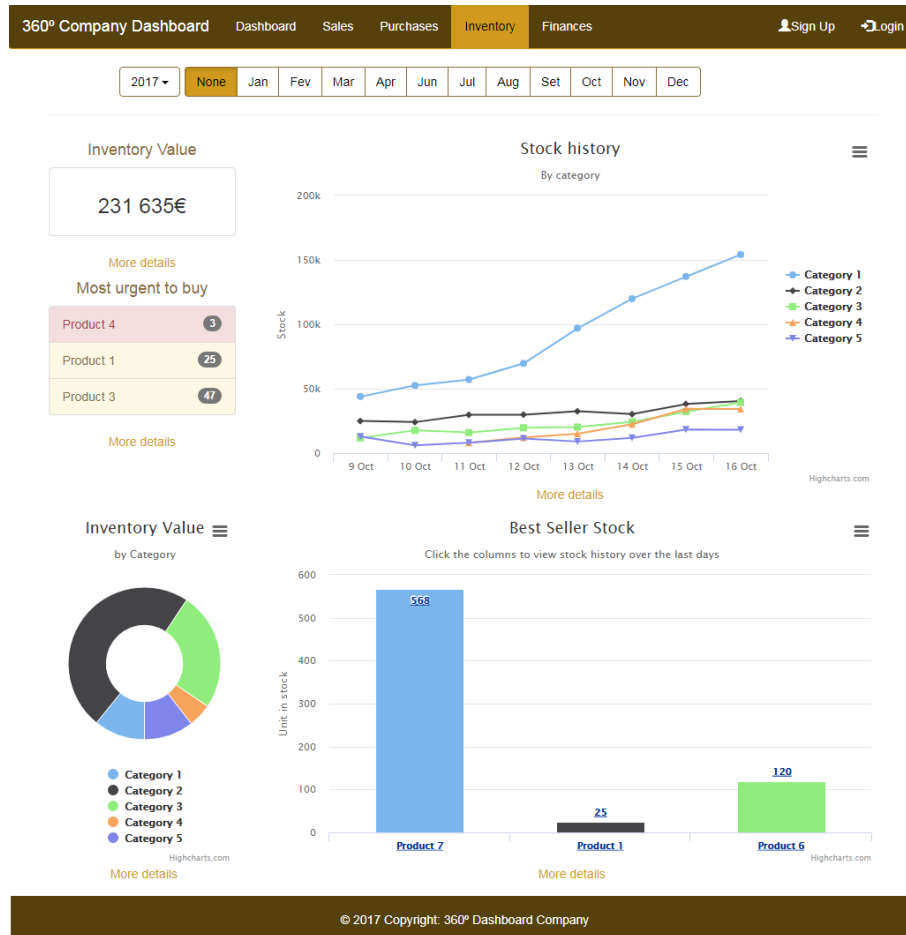 360º Company Dashboard Dashboard Sales Purchases Inventory Finances Sign Up Login
2017 None Jan Fev Mar Apr Jun Jul Aug Set Oct Nov Dec
Inventory Value
231 635€
More details
Most urgent to buy
Product 4 3
Product 1 25
Product 3 47
More details
Stock history
By category
200k
150k
100k
50k
0
Stock
9 Oct 10 Oct 11 Oct 12 Oct 13 Oct 14 Oct 15 Oct 16 Oct
Category 1
Category 2
Category 3
Category 4
Category 5
Highcharts.com
More details
Inventory Value
by Category
Category 1
Category 2
Category 3
Category 4
Category 5
Highcharts.com
More details
Best Seller Stock
Click the columns to view stock history over the last days
600
500
400
300
200
100
0
Unit in stock
568
25
120
Product 7 Product 1 Product 6
Highcharts.com
More details
© 2017 Copyright: 360º Dashboard Company